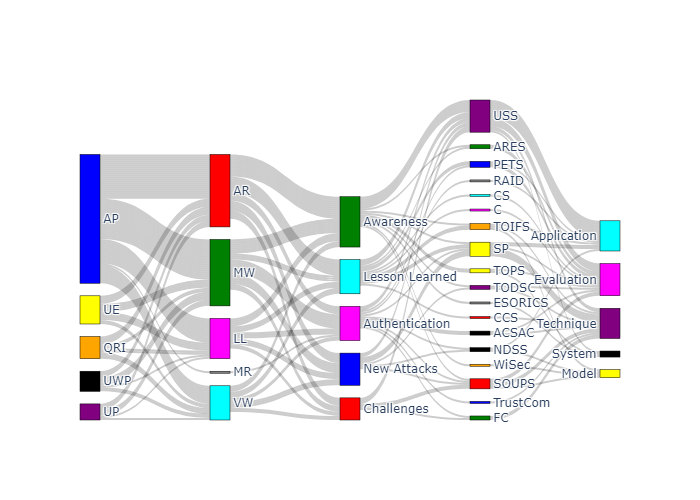 AP
UE
QRI
UWP
UP
AR
MW
LL
MR
VW
Awareness
Lesson Learned
Authentication
New Attacks
Challenges
USS
ARES
PETS
RAID
CS
C
TOIFS
SP
TOPS
TODSC
ESORICS
CCS
ACSAC
NDSS
WiSec
SOUPS
TrustCom
FC
Application
Evaluation
Technique
System
Model